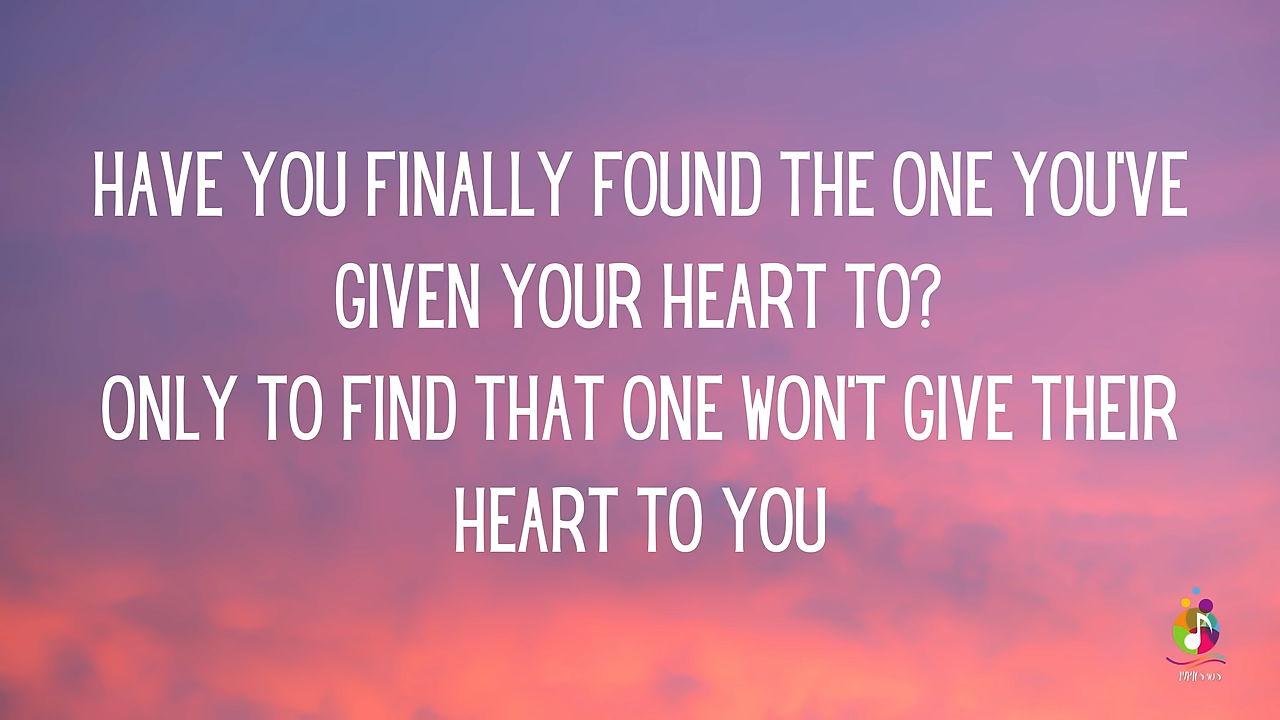 HAVE YOU FINALLY FOUND THE ONE YOU'VE
GIVEN YOUR HEART TO?
ONLY TO FIND THAT ONE WON'T GIVE THEIR
HEART TO YOU